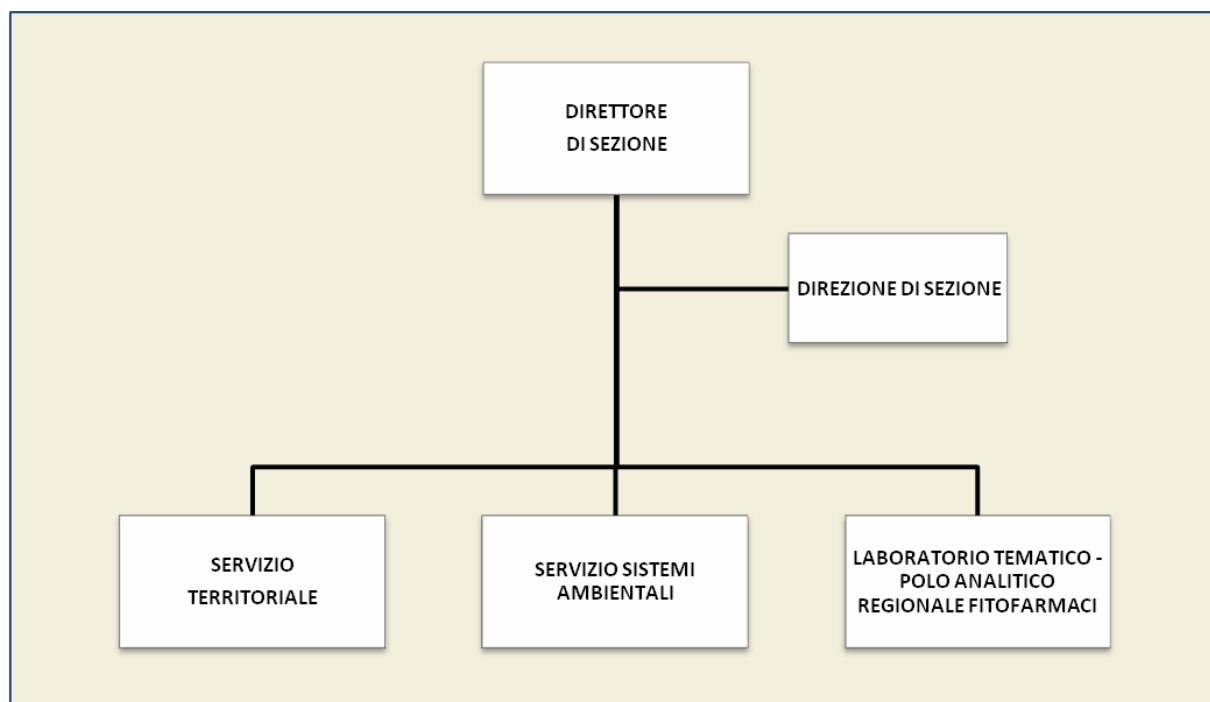 DIRETTORE
DI SEZIONE
DIREZIONE DI SEZIONE
SERVIZIO
TERRITORIALE
SERVIZIO SISTEMI
AMBIENTALI
LABORATORIO TEMATICO -
POLO ANALITICO
REGIONALE FITOFARMACI